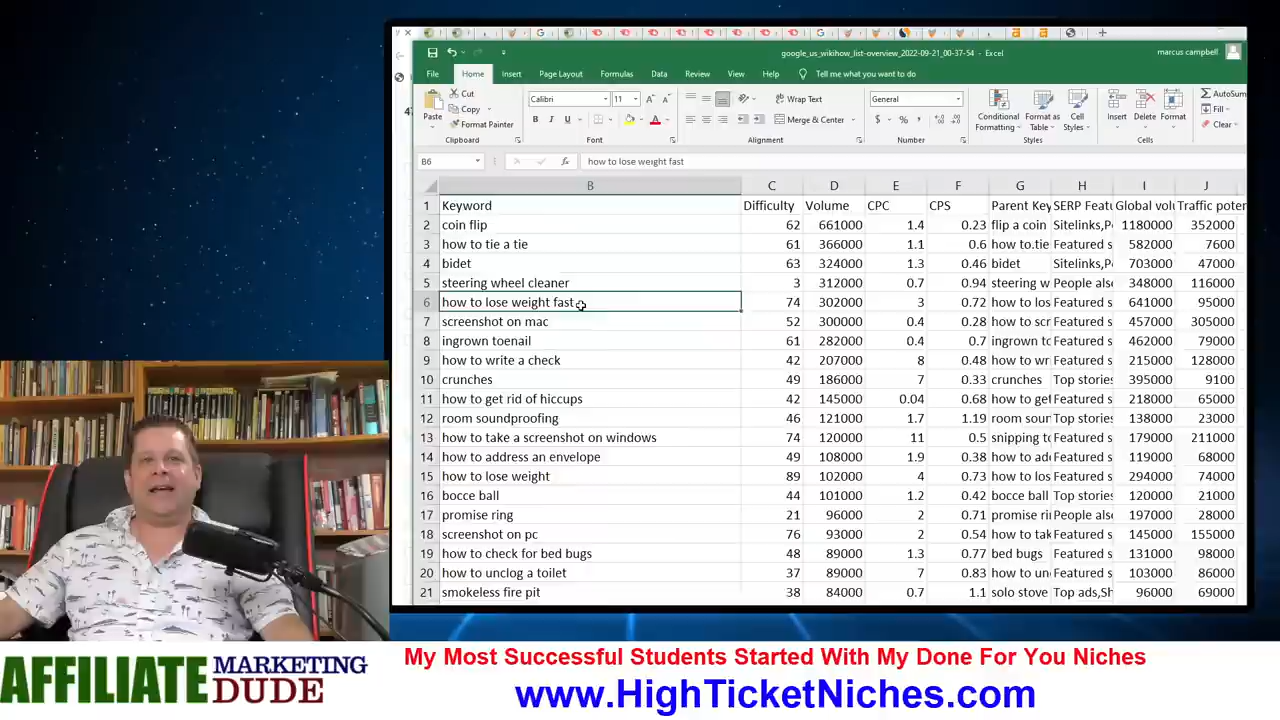 google_us_wikihow_list-overview_2022-09-21_00-37-54 - Excel
marcus campbell
File Home Insert Page Layout Formulas Data Review View Help Tell me what you want to do
Paste
Cut
Copy
Format Painter
Clipboard
Calibri 11
B I U
Font
Wrap Text
Merge & Center
Alignment
General
$ % ,
Number
Conditional Formatting
Format as Table
Cell Styles
Styles
Insert Delete Format
Cells
AutoSum
Fill
Clear
B6 fx how to lose weight fast
B C D E F G H I J
1 Keyword Difficulty Volume CPC CPS Parent Key SERP Featu Global volu Traffic poten
2 coin flip 62 661000 1.4 0.23 flip a coin Sitelinks,Pe 1180000 352000
3 how to tie a tie 61 366000 1.1 0.6 how to.tie Featured s 582000 7600
4 bidet 63 324000 1.3 0.46 bidet Sitelinks,Pe 703000 47000
5 steering wheel cleaner 3 312000 0.7 0.94 steering w People also 348000 116000
6 how to lose weight fast 74 302000 3 0.72 how to los Featured s 641000 95000
7 screenshot on mac 52 300000 0.4 0.28 how to scr Featured s 457000 305000
8 ingrown toenail 61 282000 0.4 0.7 ingrown to Featured s 462000 79000
9 how to write a check 42 207000 8 0.48 how to wr Featured s 215000 128000
10 crunches 49 186000 7 0.33 crunches Top stories 395000 9100
11 how to get rid of hiccups 42 145000 0.04 0.68 how to get Featured s 218000 65000
12 room soundproofing 46 121000 1.7 1.19 room soun Top stories 138000 23000
13 how to take a screenshot on windows 74 120000 11 0.5 snipping to Featured s 179000 211000
14 how to address an envelope 49 108000 1.9 0.38 how to add Featured s 119000 68000
15 how to lose weight 89 102000 4 0.73 how to los Featured s 294000 74000
16 bocce ball 44 101000 1.2 0.42 bocce ball Top stories 120000 21000
17 promise ring 21 96000 2 0.71 promise rin People also 197000 28000
18 screenshot on pc 76 93000 2 0.54 how to tak Featured s 145000 155000
19 how to check for bed bugs 48 89000 1.3 0.77 bed bugs Featured s 131000 98000
20 how to unclog a toilet 37 89000 7 0.83 how to un Featured s 103000 86000
21 smokeless fire pit 38 84000 0.7 1.1 solo stove Top ads,Sh 96000 69000
AFFILIATE MARKETING DUDE
My Most Successful Students Started With My Done For You Niches
www.HighTicketNiches.com